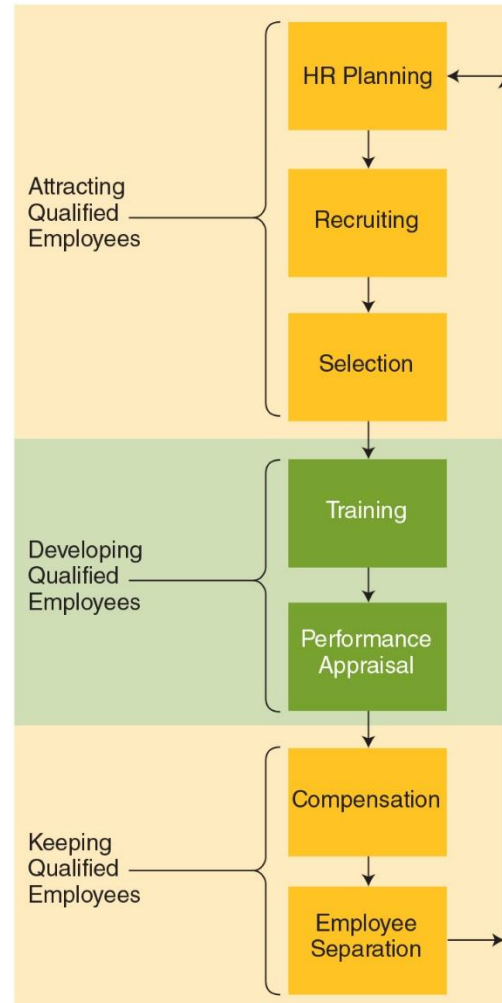 HR Planning
Attracting
Qualified
Employees
Recruiting
Selection
Training
Developing
Qualified
Employees
Performance
Appraisal
Compensation
Keeping
Qualified
Employees
Employee
Separation